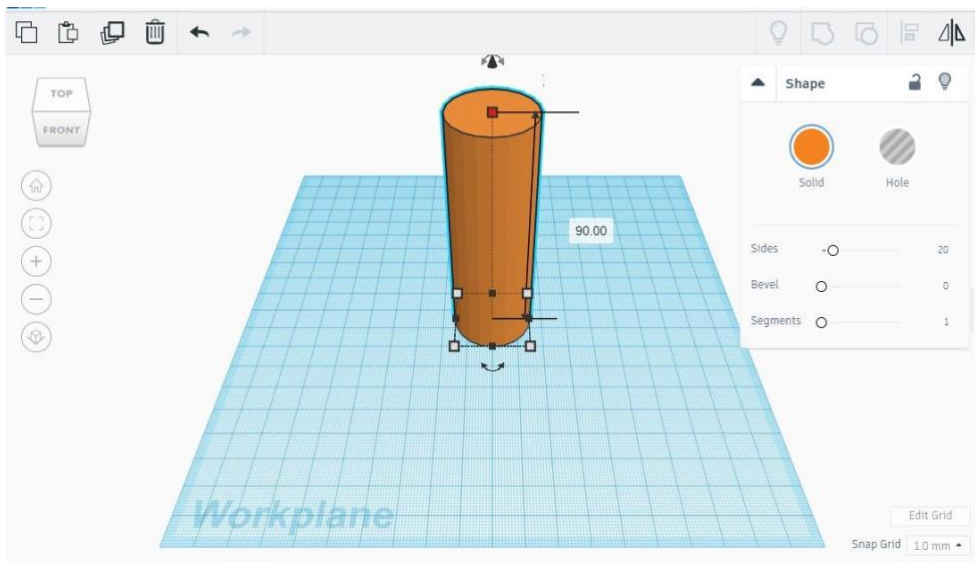 TOP
FRONT
Shape
Solid
Hole
90.00
Sides 20
Bevel 0
Segments 1
Workplane
Edit Grid
Snap Grid 1.0 mm